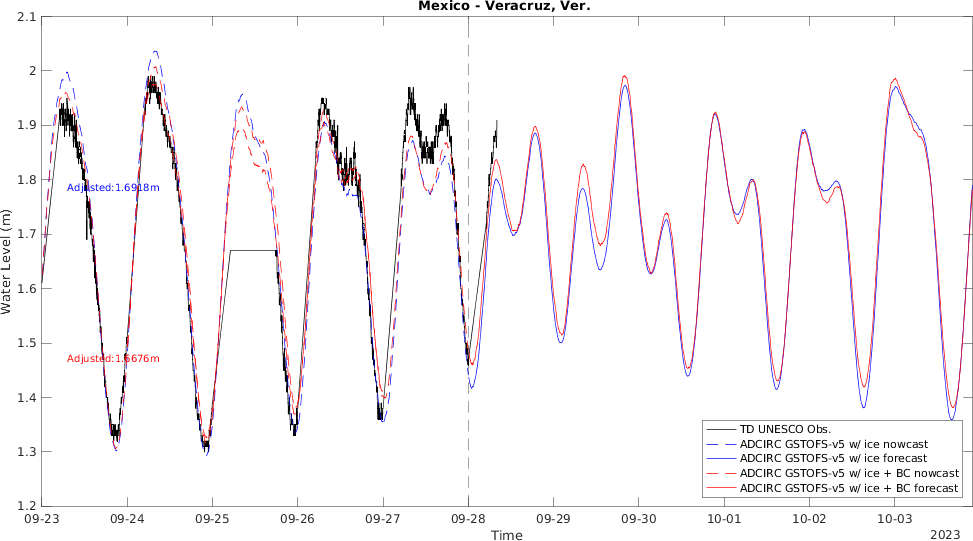 Mexico - Veracruz, Ver.
2.1
2
1.9
1.8
1.7
1.6
1.5
1.4
1.3
1.2
Water Level (m)
Adjusted:1.6918m
Adjusted:1.6676m
TD UNESCO Obs.
ADCIRC GSTOFS-v5 w/ ice nowcast
ADCIRC GSTOFS-v5 w/ ice forecast
ADCIRC GSTOFS-v5 w/ ice + BC nowcast
ADCIRC GSTOFS-v5 w/ ice + BC forecast
09-23 09-24 09-25 09-26 09-27 09-28 09-29 09-30 10-01 10-02 10-03
Time
2023